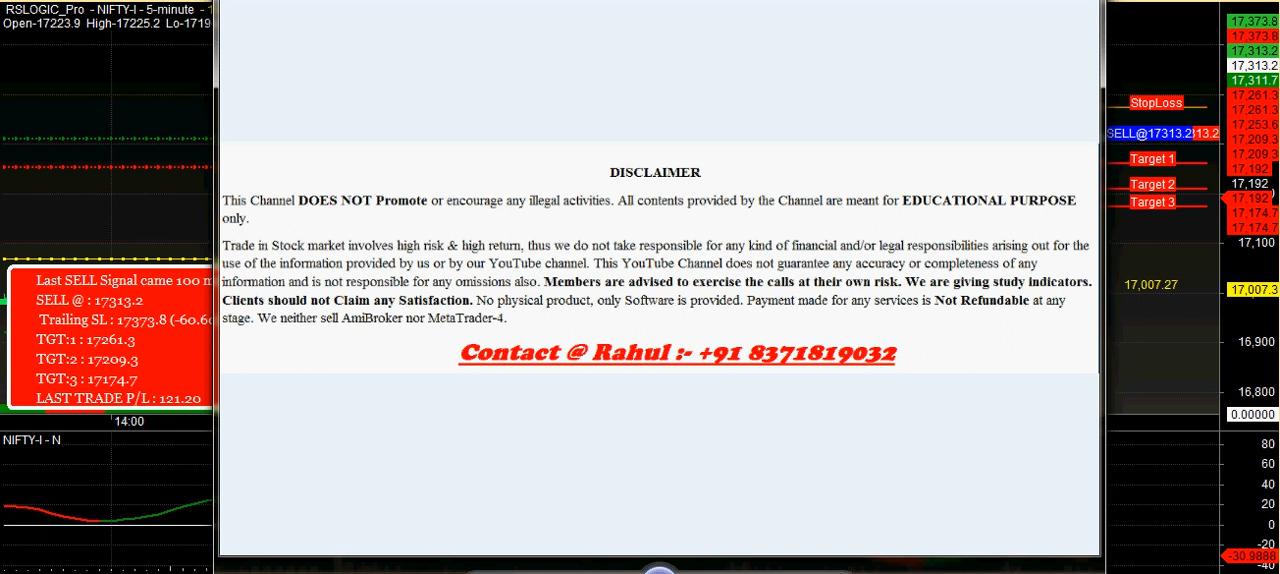 RSLOGIC_Pro - NIFTY-I - 5-minute -
Open-17223.9 High-17225.2
DISCLAIMER
This Channel DOES NOT Promote or encourage any illegal activities. All contents provided by the Channel are meant for EDUCATIONAL PURPOSE
only.
Trade in Stock market involves high risk & high return, thus we do not take responsible for any kind of financial and/or legal responsibilities arising out for the
use of the information provided by us or by our YouTube channel. This YouTube Channel does not guarantee any accuracy or completeness of any
information and is not responsible for any omissions also. Members are advised to exercise the calls at their own risk. We are giving study indicators.
Clients should not Claim any Satisfaction. No physical product, only Software is provided. Payment made for any services is Not Refundable at any
stage. We neither sell AmiBroker nor MetaTrader-4.
Contact @ Rahul :- +91 8371819032
Last SELL Signal came 100
SELL @ : 17313.2
Trailing SL : 17373.8
TGT:1 : 17261.3
TGT:2 : 17209.3
TGT:3 : 17174.7
LAST TRADE P/L : 121.20
14:00
NIFTY-I - N
StopLoss
SELL@17313.2
Target 1
Target 2
Target 3
17,007.27
17,373.8
17,373.8
17,313.2
17,313.2
17,311.7
17,261.3
17,261.3
17,253.6
17,209.3
17,209.3
17,192
17,192
17,192
17,174.7
17,174.7
17,100
17,007.3
16,900
16,800
0.00000
80
60
40
20
0
-20
-30.9888
-40